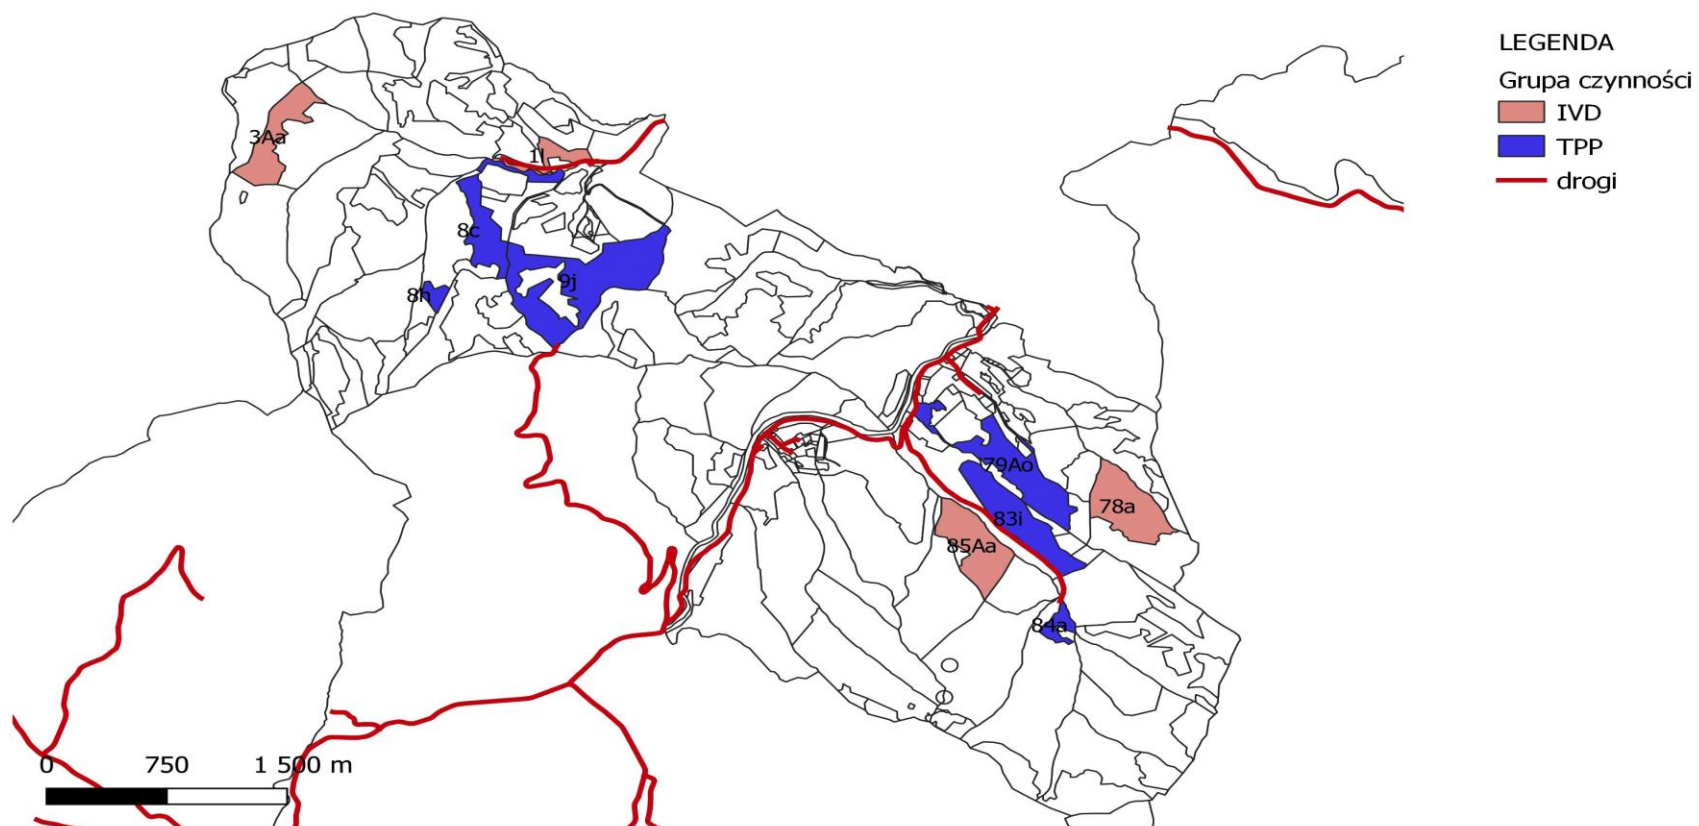 LEGENDA
Grupa czynności
IVD
TPP
drogi
3Aa
1l
8c
8h
9j
79Ao
83i
78a
85Aa
84a
0 750 1 500 m